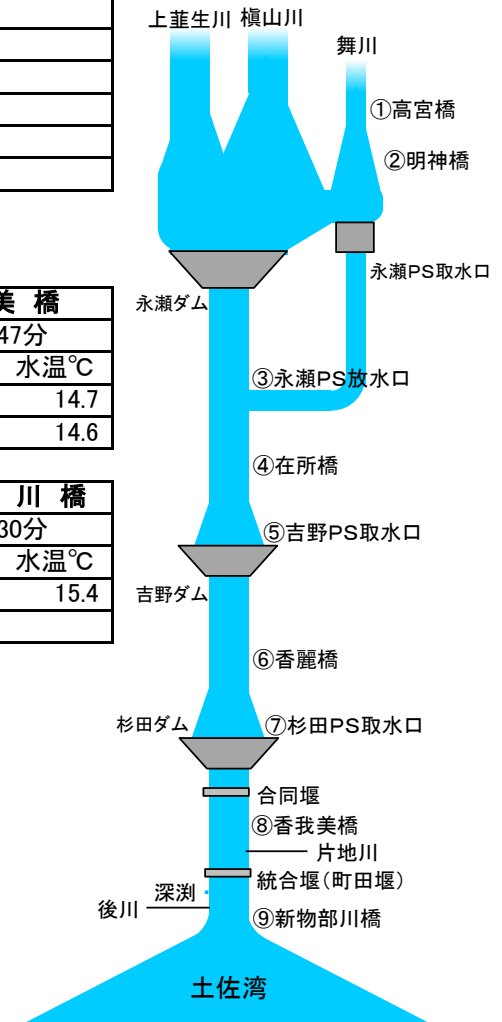 上韮生川 槇山川
舞川
①高宮橋
②明神橋
永瀬PS取水口
永瀬ダム
美 橋
47分
水温℃
14.7
14.6
③永瀬PS放水口
④在所橋
川 橋
30分
水温℃
15.4
⑤吉野PS取水口
吉野ダム
⑥香麗橋
杉田ダム ⑦杉田PS取水口
合同堰
⑧香我美橋
片地川
統合堰(町田堰)
深渕
後川
⑨新物部川橋
土佐湾